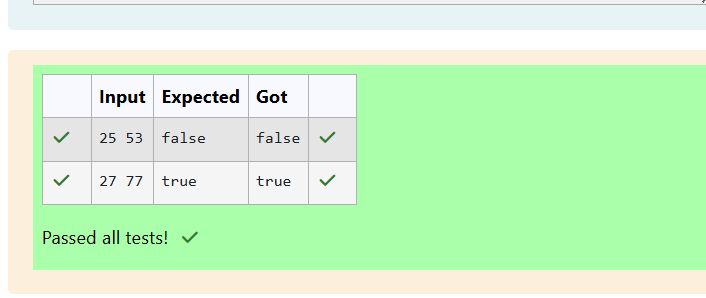 Input Expected Got
25 53 false false
27 77 true true
Passed all tests!